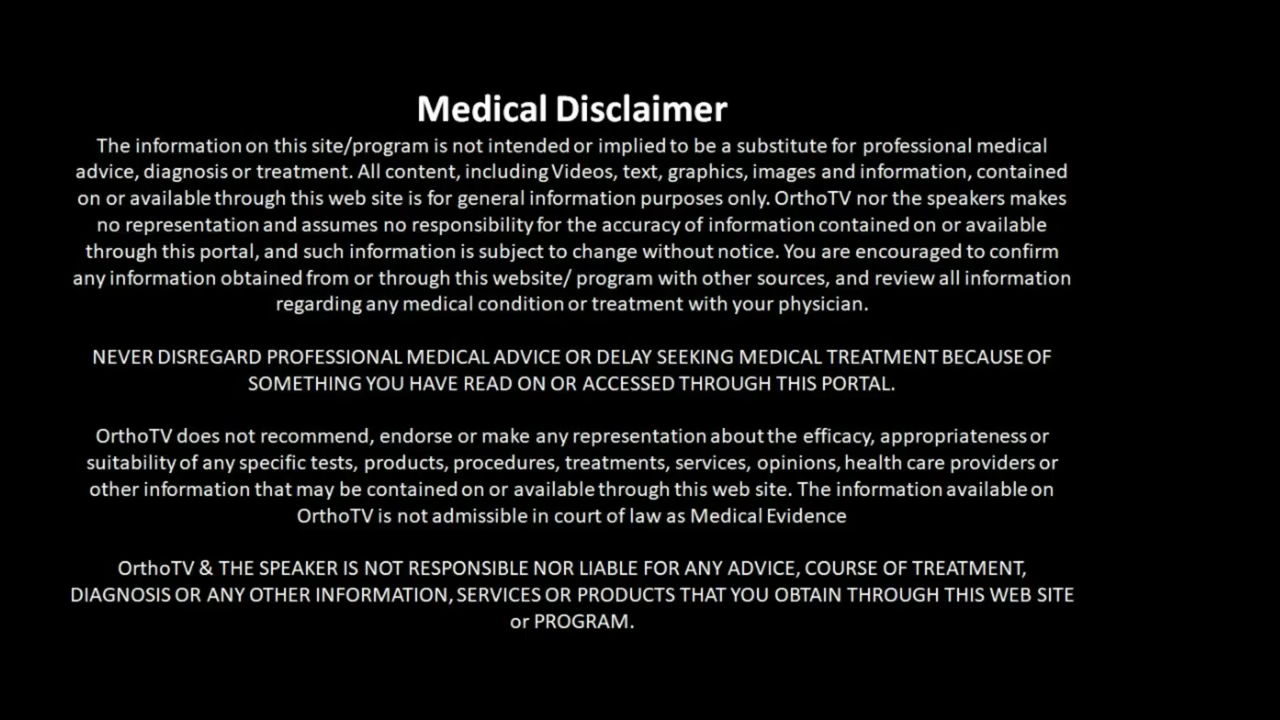 Medical Disclaimer
The information on this site/program is not intended or implied to be a substitute for professional medical
advice, diagnosis or treatment. All content, including Videos, text, graphics, images and information, contained
on or available through this web site is for general information purposes only. OrthoTV nor the speakers makes
no representation and assumes no responsibility for the accuracy of information contained on or available
through this portal, and such information is subject to change without notice. You are encouraged to confirm
any information obtained from or through this website/ program with other sources, and review all information
regarding any medical condition or treatment with your physician.
NEVER DISREGARD PROFESSIONAL MEDICAL ADVICE OR DELAY SEEKING MEDICAL TREATMENT BECAUSE OF
SOMETHING YOU HAVE READ ON OR ACCESSED THROUGH THIS PORTAL.
OrthoTV does not recommend, endorse or make any representation about the efficacy, appropriateness or
suitability of any specific tests, products, procedures, treatments, services, opinions, health care providers or
other information that may be contained on or available through this web site. The information available on
OrthoTV is not admissible in court of law as Medical Evidence
OrthoTV & THE SPEAKER IS NOT RESPONSIBLE NOR LIABLE FOR ANY ADVICE, COURSE OF TREATMENT,
DIAGNOSIS OR ANY OTHER INFORMATION, SERVICES OR PRODUCTS THAT YOU OBTAIN THROUGH THIS WEB SITE
or PROGRAM.